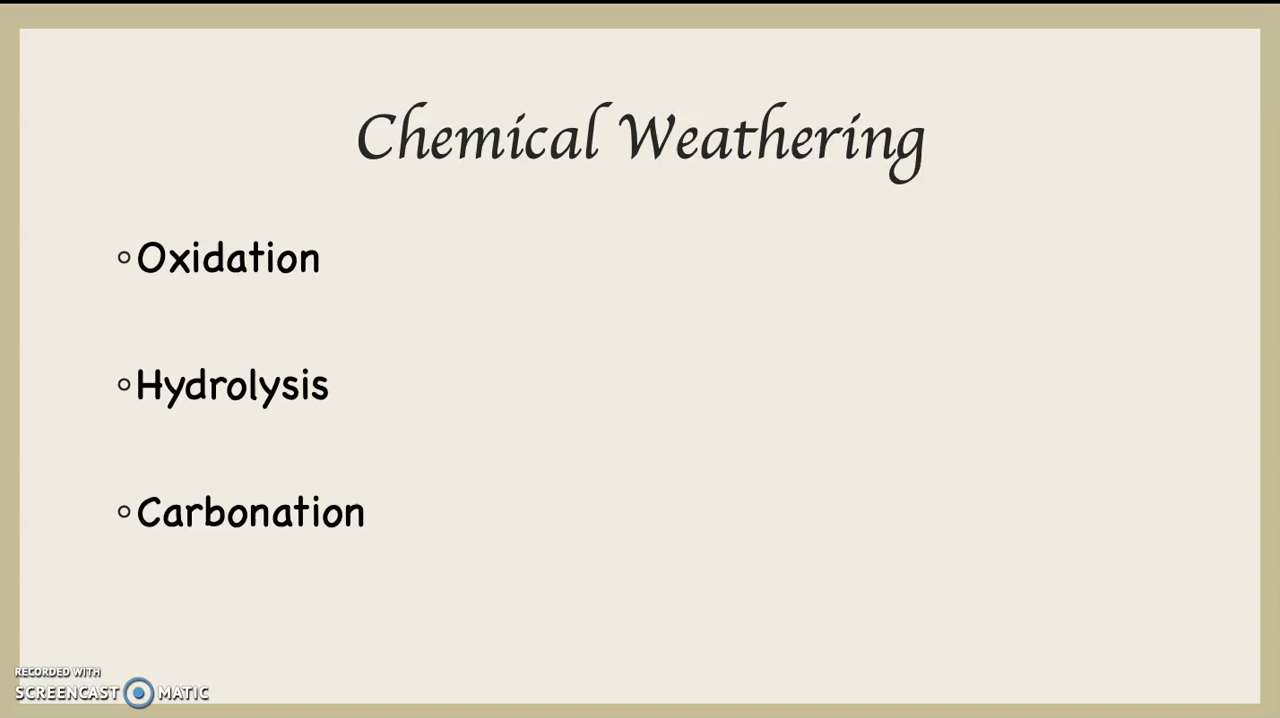 Chemical Weathering
Oxidation
Hydrolysis
Carbonation
RECORDED WITH
SCREENCAST MATIC